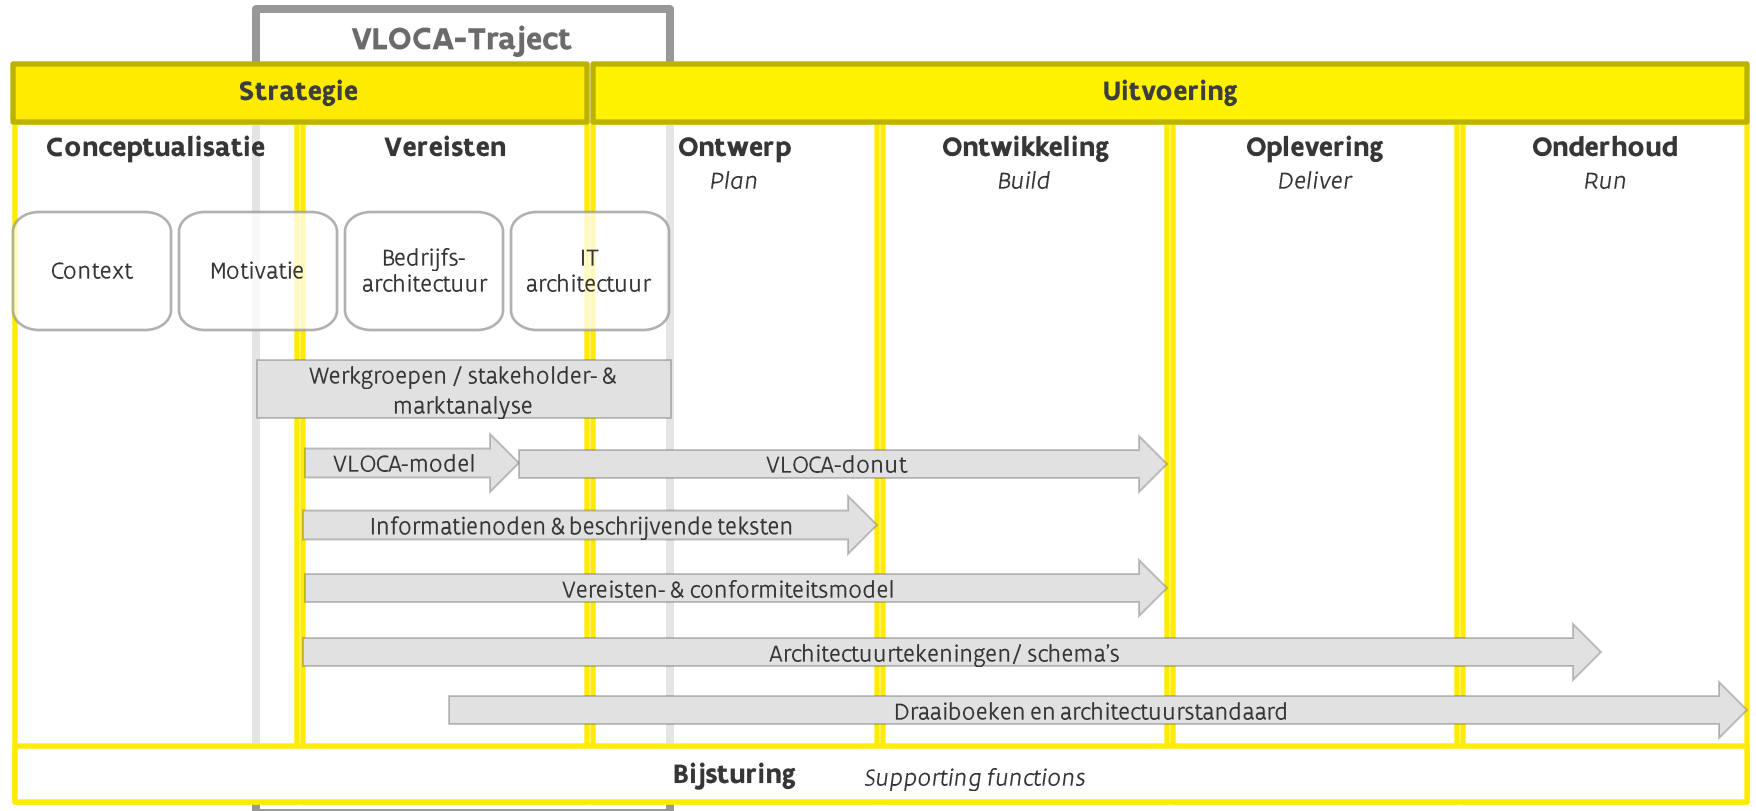 VLOCA-Traject
Strategie
Uitvoering
Conceptualisatie
Vereisten
Ontwerp
Plan
Ontwikkeling
Build
Oplevering
Deliver
Onderhoud
Run
Context
Motivatie
Bedrijfs-
architectuur
IT
architectuur
Werkgroepen / stakeholder- &
marktanalyse
VLOCA-model
VLOCA-donut
Informatienoden & beschrijvende teksten
Vereisten- & conformiteitsmodel
Architectuurtekeningen/ schema's
Draaiboeken en architectuurstandaard
Bijsturing
Supporting functions